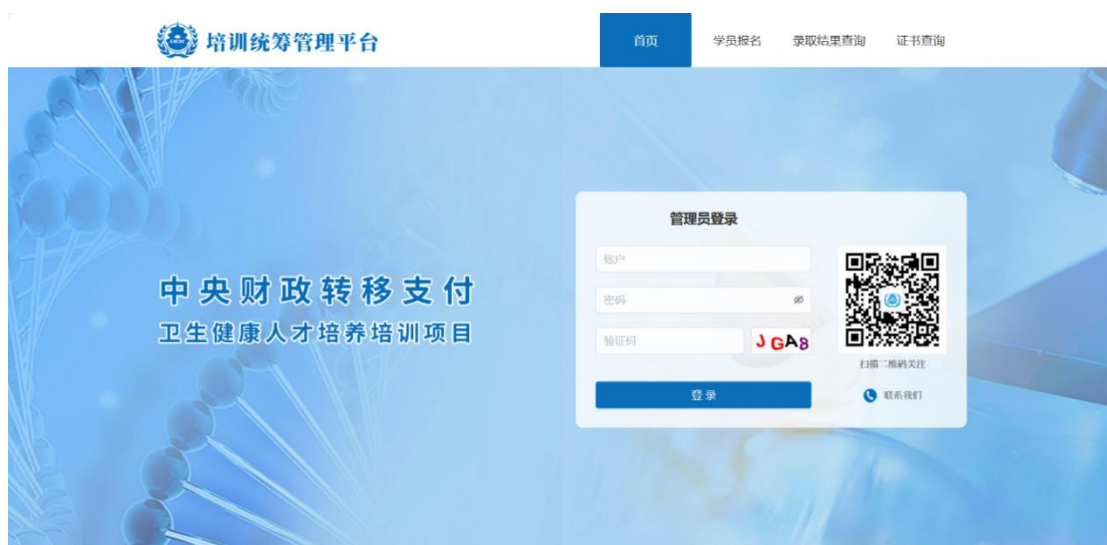 培训统筹管理平台
首页 学员报名 录取结果查询 证书查询
管理员登录
账户
密码
验证码 JGA8
登录
扫描二维码关注
联系我们
中央财政转移支付
卫生健康人才培养培训项目